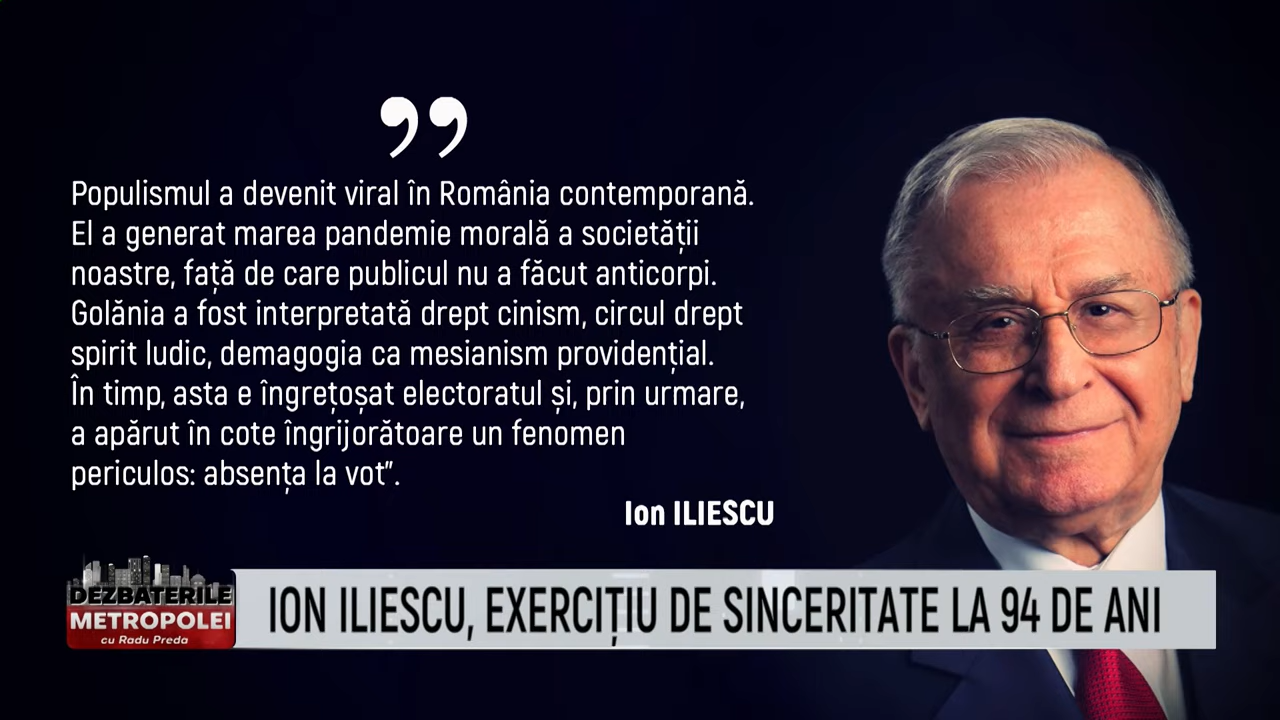 ”
Populismul a devenit viral în România contemporană.
El a generat marea pandemie morală a societății
noastre, față de care publicul nu a făcut anticorpi.
Golănia a fost interpretată drept cinism, circul drept
spirit ludic, demagogia ca mesianism providențial.
În timp, asta e îngrețoșat electoratul și, prin urmare,
a apărut în cote îngrijorătoare un fenomen
periculos: absența la vot”.
Ion ILIESCU
DEZBATERILE
METROPOLEI
cu Radu Preda
ION ILIESCU, EXERCIȚIU DE SINCERITATE LA 94 DE ANI